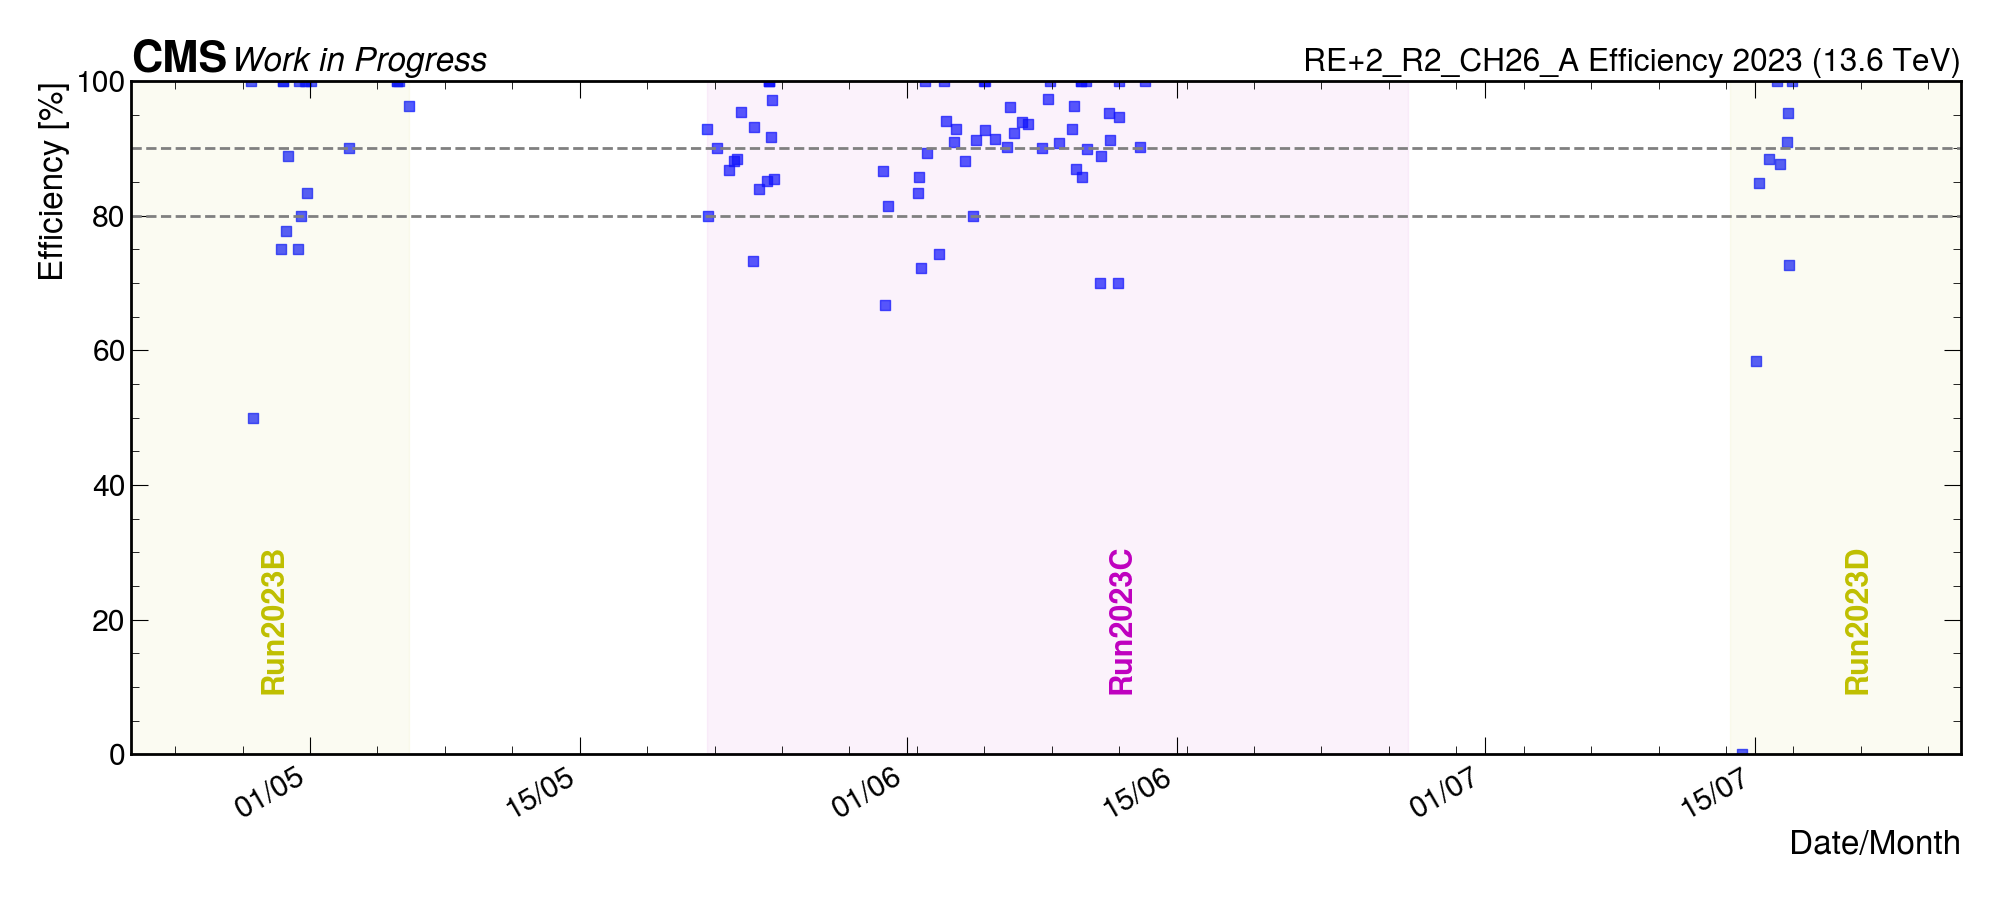 CMS Work in Progress
RE+2_R2_CH26_A Efficiency 2023 (13.6 TeV)
Efficiency [%]
100
80
60
40
20
0
Run2023B
Run2023C
Run2023D
01/05
15/05
01/06
15/06
01/07
15/07
Date/Month